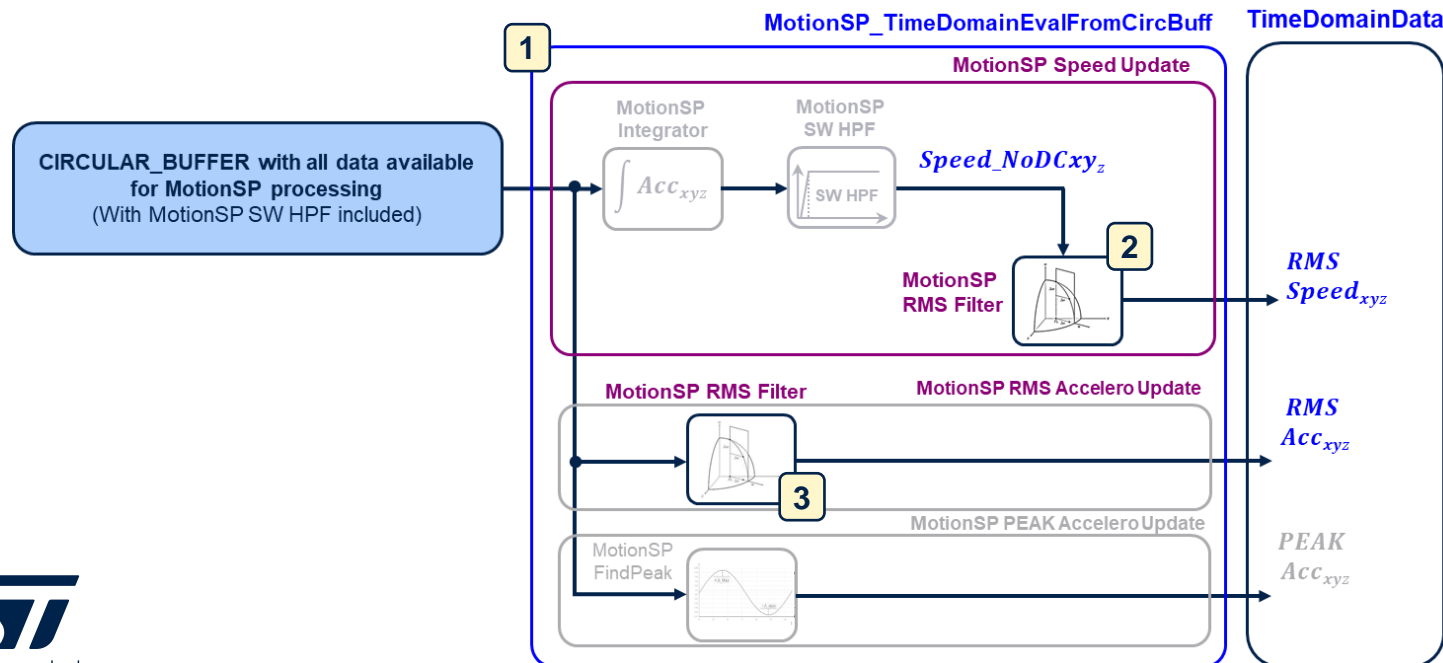 MotionSP_TimeDomainEvalFromCircBuff
TimeDomainData
1
MotionSP Speed Update
MotionSP
Integrator
MotionSP
SW HPF
CIRCULAR_BUFFER with all data available
for MotionSP processing
(With MotionSP SW HPF included)
∫ Acc_xyz
SW HPF
Speed_NoDCxy_z
2
MotionSP
RMS Filter
RMS
Speed_xyz
MotionSP RMS Filter
MotionSP RMS Accelero Update
RMS
Acc_xyz
3
MotionSP PEAK Accelero Update
MotionSP
FindPeak
PEAK
Acc_xyz